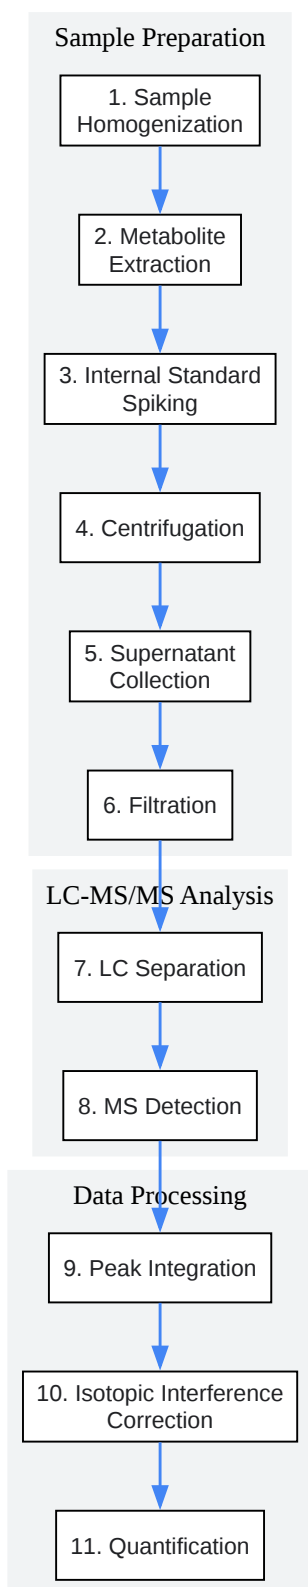 Sample Preparation
1. Sample
Homogenization
2. Metabolite
Extraction
3. Internal Standard
Spiking
4. Centrifugation
5. Supernatant
Collection
6. Filtration
LC-MS/MS Analysis
7. LC Separation
8. MS Detection
Data Processing
9. Peak Integration
10. Isotopic Interference
Correction
11. Quantification